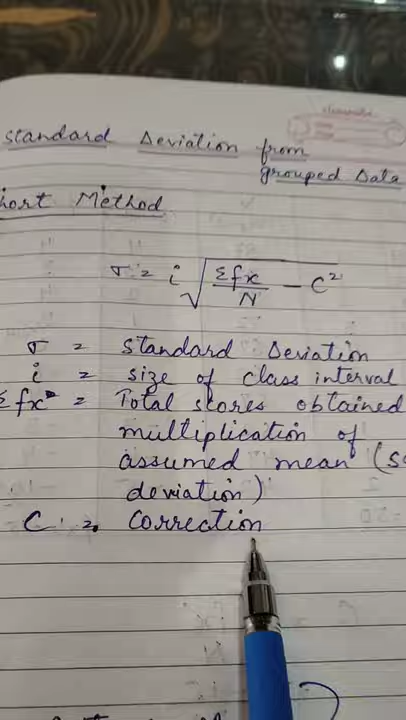 Standard Deviation from
grouped Data
hort Method
σ = i √ Σfx/N − C²
σ = Standard Deviation
i = size of class interval
Σfx² = Total scores obtained
multiplication of
assumed mean (S
deviation)
C = Correction